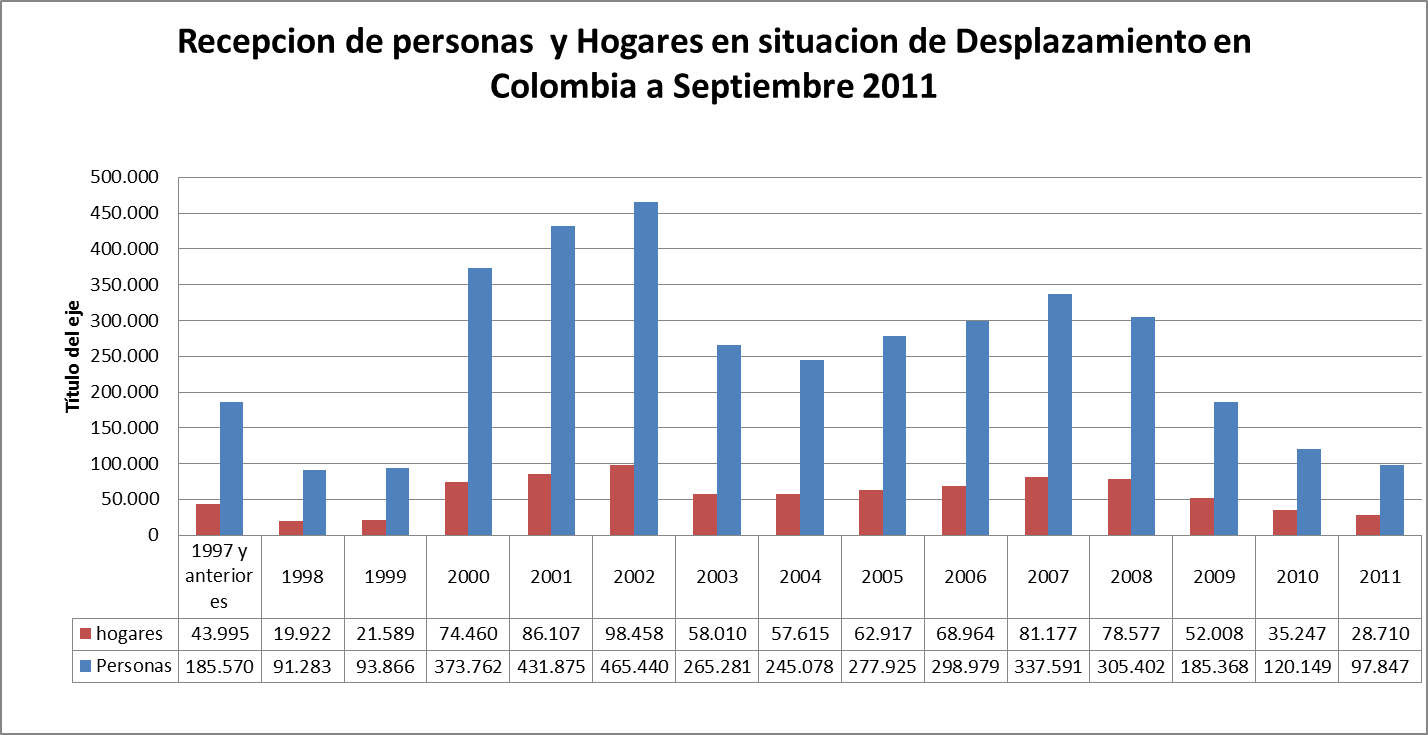 Recepcion de personas  y Hogares en situacion de Desplazamiento en
Colombia a Septiembre 2011
Título del eje
500.000
450.000
400.000
350.000
300.000
250.000
200.000
150.000
100.000
50.000
0
1997 y
anterior
es
1998 1999 2000 2001 2002 2003 2004 2005 2006 2007 2008 2009 2010 2011
hogares 43.995 19.922 21.589 74.460 86.107 98.458 58.010 57.615 62.917 68.964 81.177 78.577 52.008 35.247 28.710
Personas 185.570 91.283 93.866 373.762 431.875 465.440 265.281 245.078 277.925 298.979 337.591 305.402 185.368 120.149 97.847